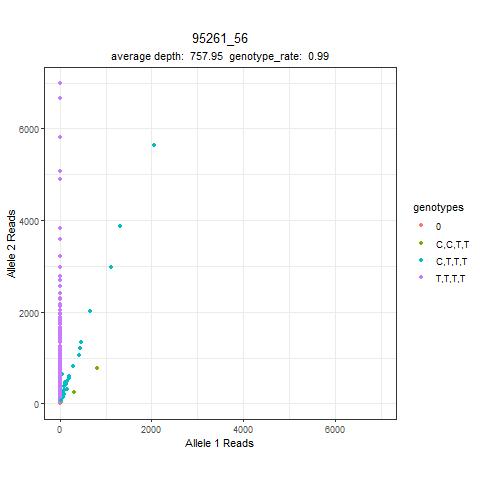 95261_56
average depth:  757.95  genotype_rate:  0.99
Allele 2 Reads
6000
4000
2000
0
0
2000
4000
6000
Allele 1 Reads
genotypes
0
C,C,T,T
C,T,T,T
T,T,T,T